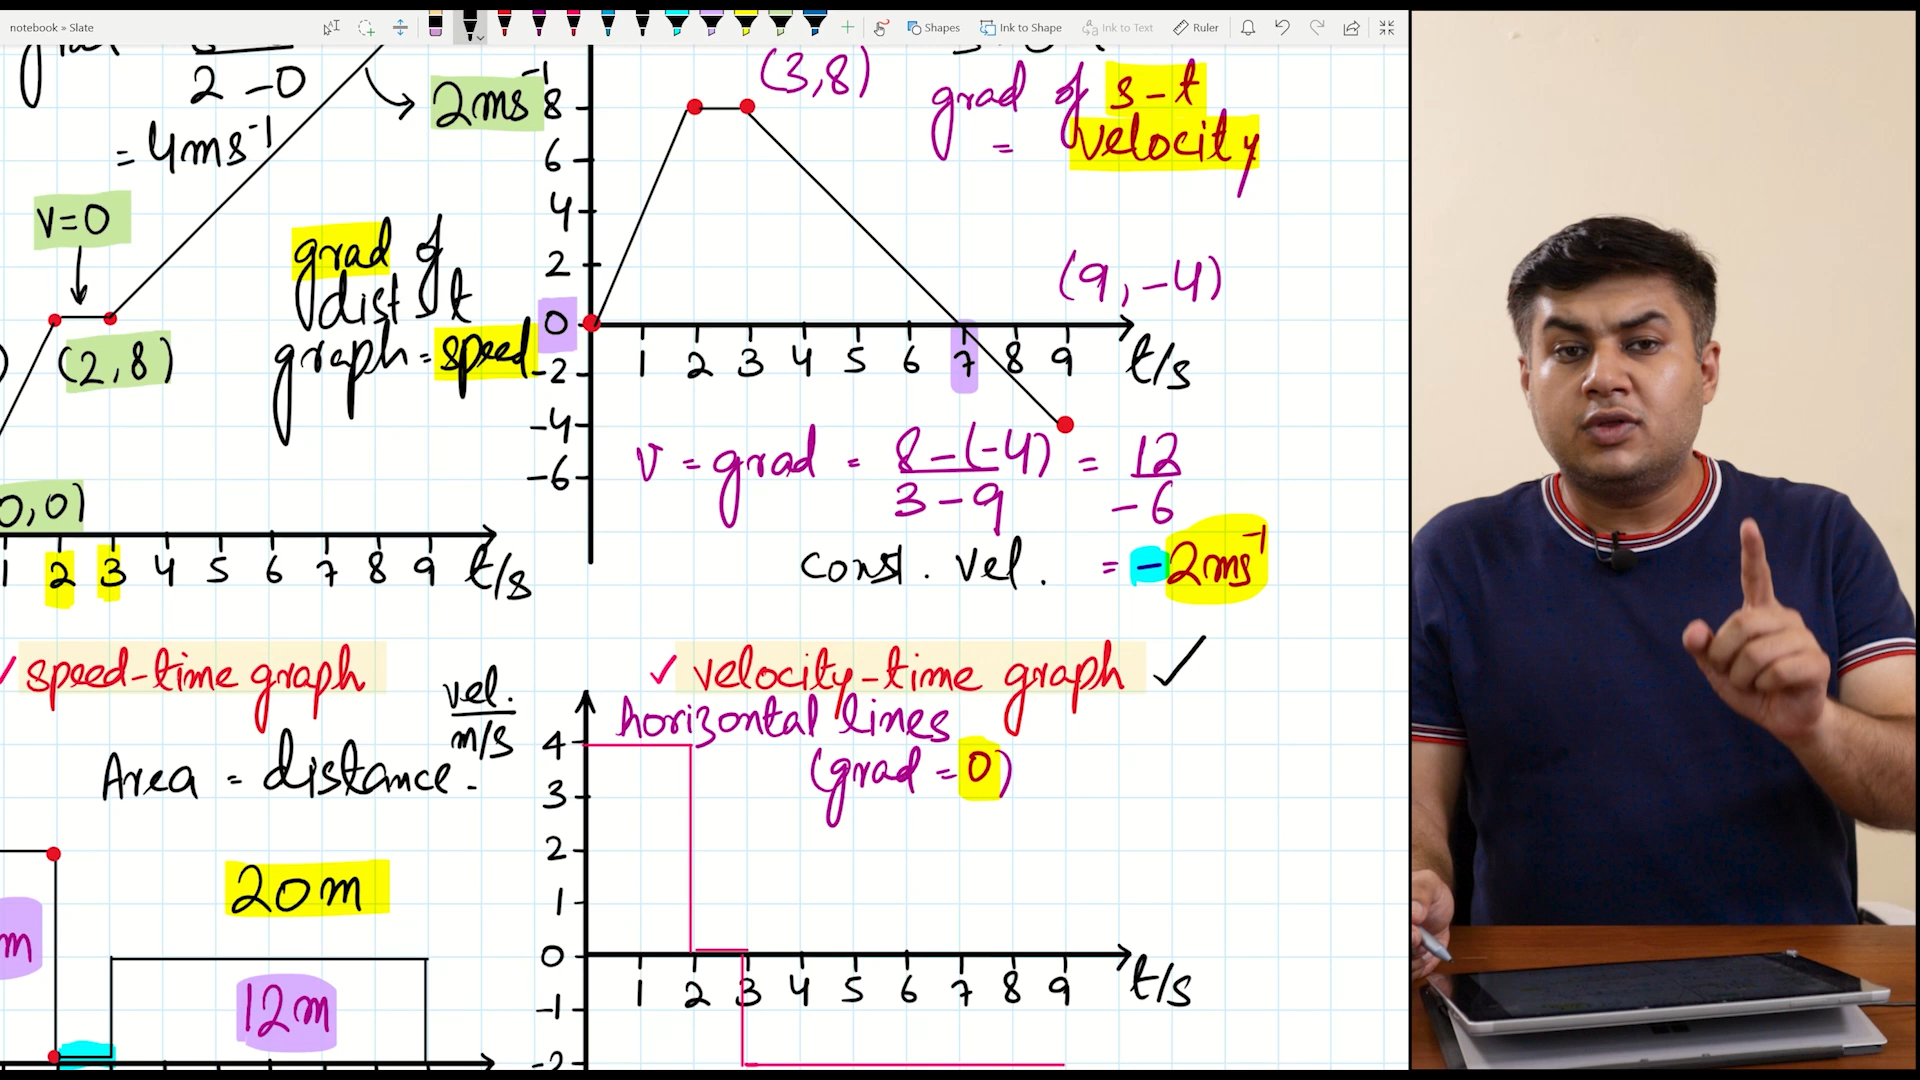 notebook » Slate
Shapes
Ink to Shape
Ink to Text
Ruler
2 - 0
= 4ms⁻¹
2ms⁻¹
V=0
(2,8)
grad of
dist t
graph = speed
0,0)
1 2 3 4 5 6 7 8 9 t/s
8
6
4
2
0
-2
-4
-6
(3,8)
grad of s-t
= velocity
(9,-4)
1 2 3 4 5 6 7 8 9 t/s
v = grad = 8-(-4) = 12
3-9 -6
const. vel. = -2ms⁻¹
✓ speed-time graph
Area = distance.
20m
m
12m
✓ velocity-time graph ✓
vel.
m/s
horizontal lines
(grad = 0)
4
3
2
1
0
-1
-2
1 2 3 4 5 6 7 8 9 t/s